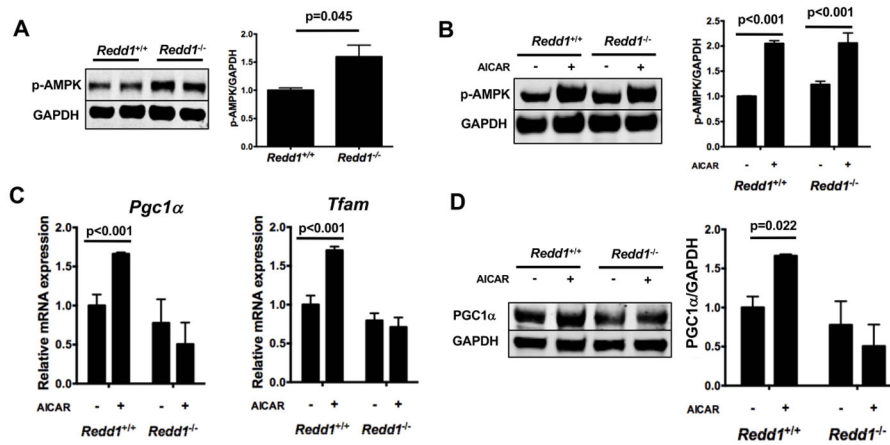 A
Redd1+/+ Redd1-/-
p-AMPK
GAPDH
p=0.045
p-AMPK/GAPDH
2.0
1.5
1.0
0.5
0.0
Redd1+/+ Redd1-/-
B
Redd1+/+ Redd1-/-
AICAR - + - +
p-AMPK
GAPDH
p<0.001 p<0.001
p-AMPK/GAPDH
2.5
2.0
1.5
1.0
0.5
0.0
AICAR - + - +
Redd1+/+ Redd1-/-
C
Pgc1α
p<0.001
Relative mRNA expression
2.0
1.5
1.0
0.5
0.0
AICAR - + - +
Redd1+/+ Redd1-/-
Tfam
p<0.001
Relative mRNA expression
2.0
1.5
1.0
0.5
0.0
AICAR - + - +
Redd1+/+ Redd1-/-
D
Redd1+/+ Redd1-/-
AICAR - + - +
PGC1α
GAPDH
p=0.022
PGC1α/GAPDH
2.0
1.5
1.0
0.5
0.0
AICAR - + - +
Redd1+/+ Redd1-/-